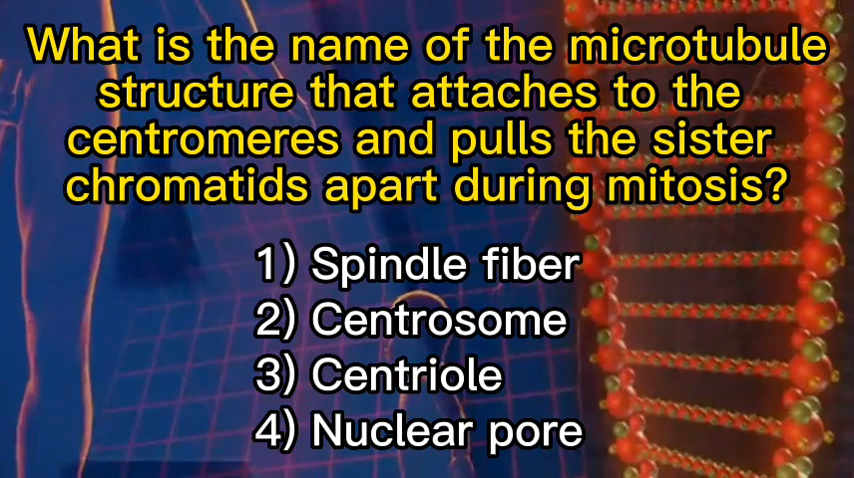 What is the name of the microtubule
structure that attaches to the
centromeres and pulls the sister
chromatids apart during mitosis?
1) Spindle fiber
2) Centrosome
3) Centriole
4) Nuclear pore